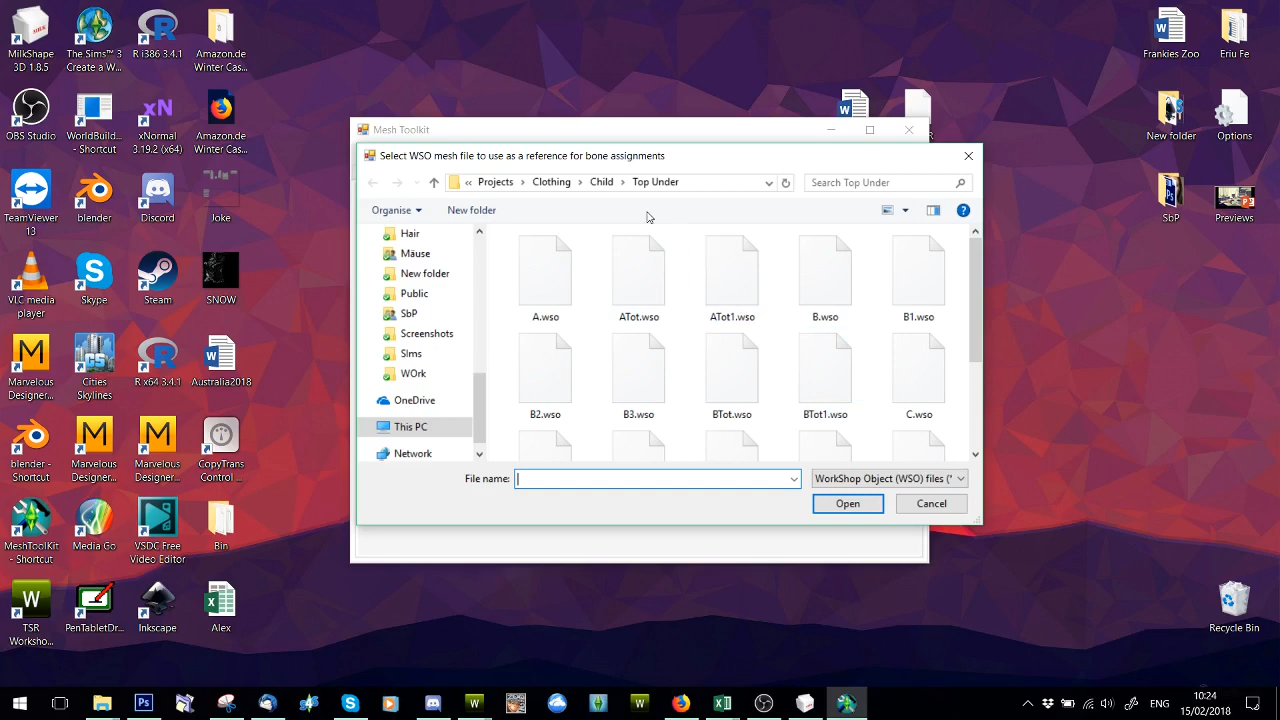 MilkShape 3D 1.8.5
The Sims™ 3 Create a W...
R i386 3.4.1
Amazon.de Winter Cas...
Frankies Zoo
Eriu Fe
OBS Studio
WorldBuild... - Shortcut
xNormal 3.19.2 (x64)
Amazon.de Winter Cas...
New folder
Options
TeamViewer 13
blender
Discord
Joke
SbP
Previews
VLC media player
Skype
Steam
SNOW
Marvelous Designer...
Cities Skylines
R x64 3.4.1
Australia2018
blender - Shortcut
Marvelous Designer...
Marvelous Designer...
CopyTrans Control ...
MeshToolKit - Shortcut
Media Go
VSDC Free Video Editor
Bin
TSR Worksho...
PenTabletDr...
Inkscape
Alex
Recycle Bin
Mesh Toolkit
Select WSO mesh file to use as a reference for bone assignments
« Projects > Clothing > Child > Top Under
Search Top Under
Organise
New folder
Hair
Mäuse
New folder
Public
SbP
Screenshots
SIms
WOrk
OneDrive
This PC
Network
A.wso
ATot.wso
ATot1.wso
B.wso
B1.wso
B2.wso
B3.wso
BTot.wso
BTot1.wso
C.wso
File name:
WorkShop Object (WSO) files (*
Open
Cancel
ENG
10:24
15/02/2018